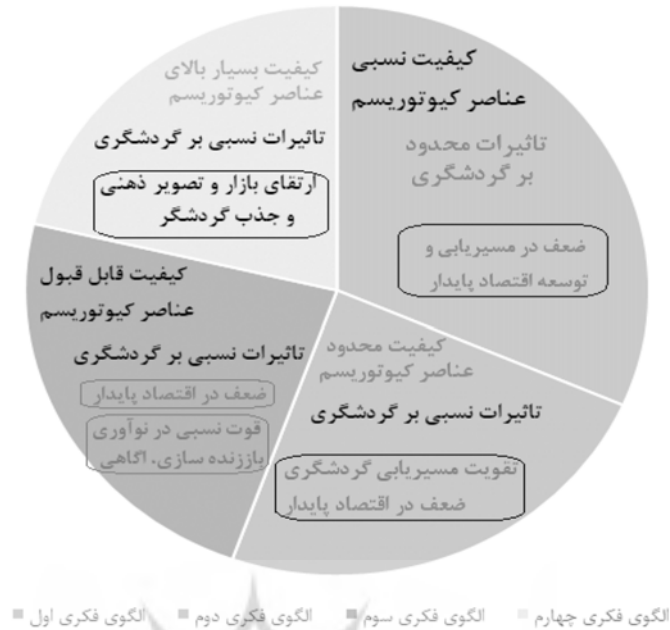 کیفیت نسبی
عناصر کیوتوریسم
تاثیرات محدود
بر گردشگری
ضعف در مسیریابی و
توسعه اقتصاد پایدار
کیفیت محدود
عناصر کیوتوریسم
تاثیرات نسبی بر گردشگری
تقویت مسیریابی گردشگری
ضعف در اقتصاد پایدار
کیفیت قابل قبول
عناصر کیوتوریسم
تاثیرات نسبی بر گردشگری
ضعف در اقتصاد پایدار
قوت نسبی در نوآوری
باززنده سازی. آگاهی
کیفیت بسیار بالای
عناصر کیوتوریسم
تاثیرات نسبی بر گردشگری
ارتقای بازار و تصویر ذهنی
و جذب گردشگر
الگوی فکری چهارم
الگوی فکری سوم
الگوی فکری دوم
الگوی فکری اول